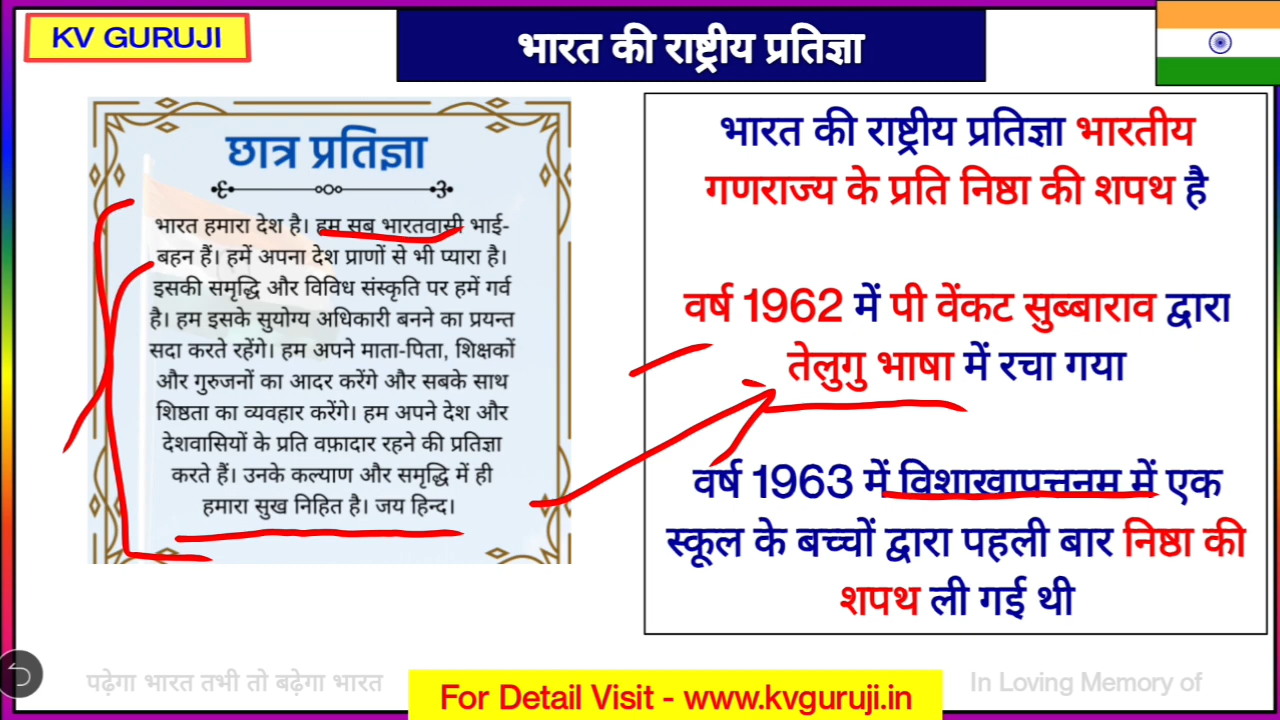 KV GURUJI
भारत की राष्ट्रीय प्रतिज्ञा
छात्र प्रतिज्ञा
भारत हमारा देश है। हम सब भारतवासी भाई-
बहन हैं। हमें अपना देश प्राणों से भी प्यारा है।
इसकी समृद्धि और विविध संस्कृति पर हमें गर्व
है। हम इसके सुयोग्य अधिकारी बनने का प्रयन्त
सदा करते रहेंगे। हम अपने माता-पिता, शिक्षकों
और गुरुजनों का आदर करेंगे और सबके साथ
शिष्ठता का व्यवहार करेंगे। हम अपने देश और
देशवासियों के प्रति वफ़ादार रहने की प्रतिज्ञा
करते हैं। उनके कल्याण और समृद्धि में ही
हमारा सुख निहित है। जय हिन्द।
भारत की राष्ट्रीय प्रतिज्ञा भारतीय
गणराज्य के प्रति निष्ठा की शपथ है
वर्ष 1962 में पी वेंकट सुब्बाराव द्वारा
तेलुगु भाषा में रचा गया
वर्ष 1963 में विशाखापत्तनम में एक
स्कूल के बच्चों द्वारा पहली बार निष्ठा की
शपथ ली गई थी
पढ़ेगा भारत तभी तो बढ़ेगा भारत
For Detail Visit - www.kvguruji.in
In Loving Memory of